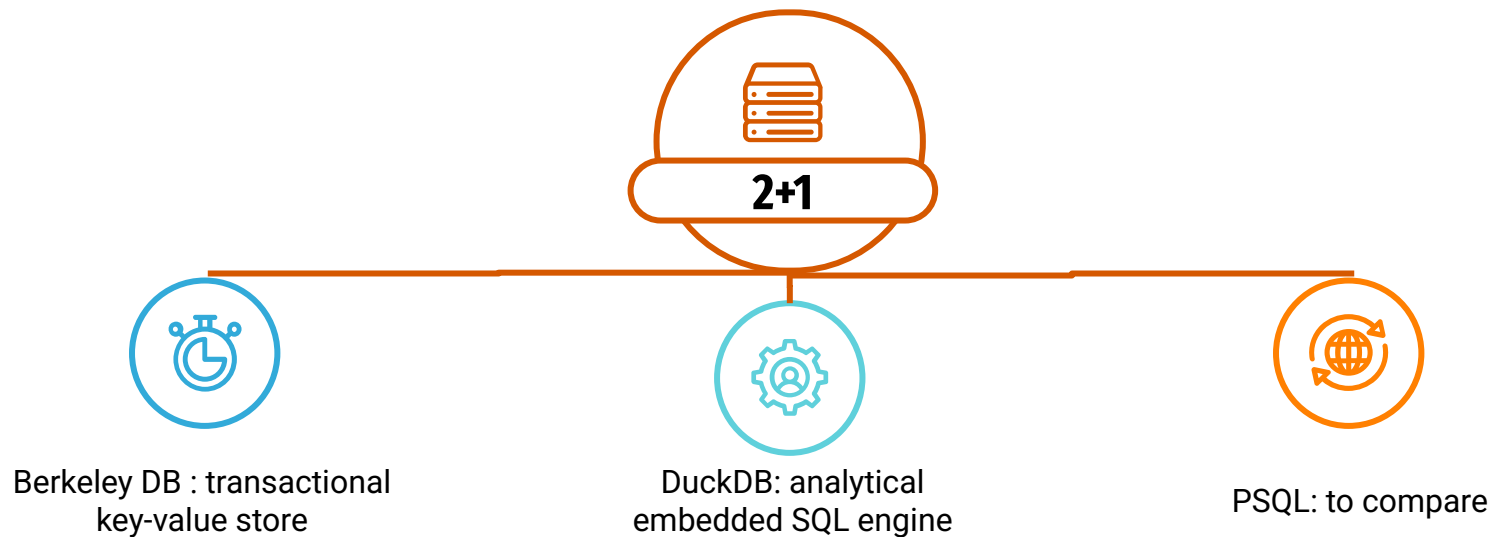 2+1
Berkeley DB : transactional
key-value store
DuckDB: analytical
embedded SQL engine
PSQL: to compare